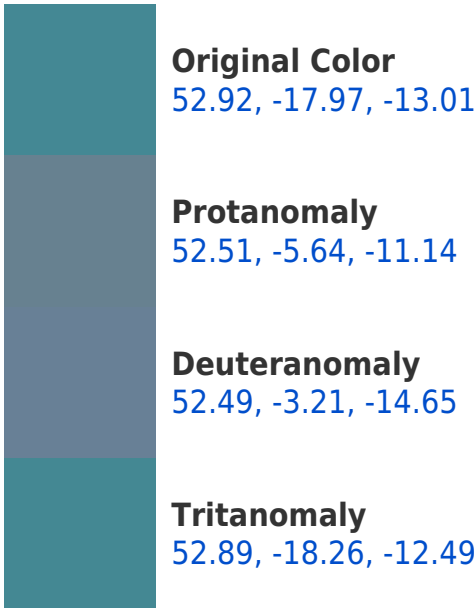 Original Color
52.92, -17.97, -13.01
Protanomaly
52.51, -5.64, -11.14
Deuteranomaly
52.49, -3.21, -14.65
Tritanomaly
52.89, -18.26, -12.49